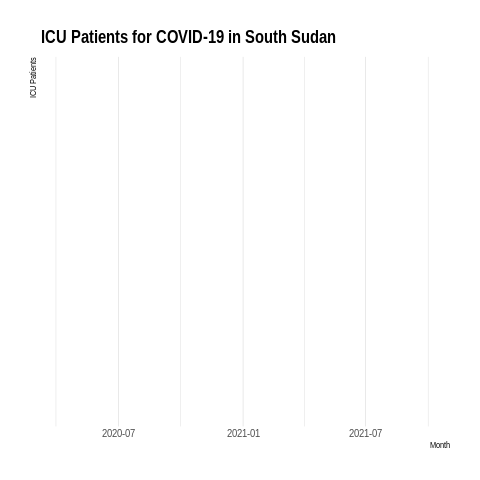 ICU Patients for COVID-19 in South Sudan
ICU Patients
2020-07
2021-01
2021-07
Month